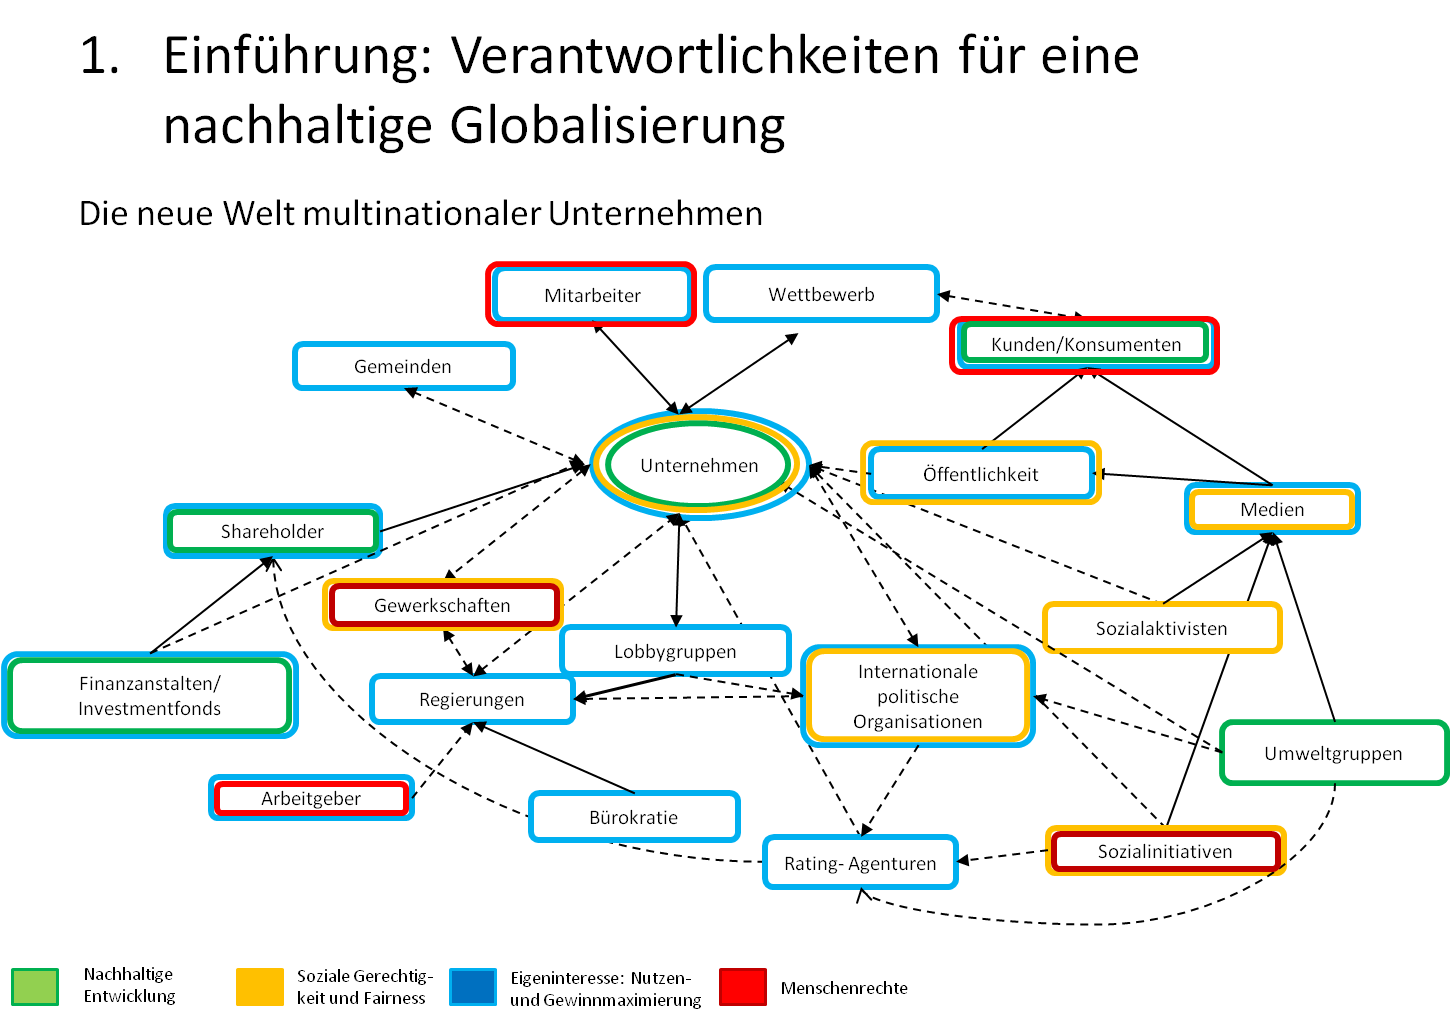 1. Einführung: Verantwortlichkeiten für eine
nachhaltige Globalisierung
Die neue Welt multinationaler Unternehmen
Mitarbeiter
Wettbewerb
Kunden/Konsumenten
Gemeinden
Unternehmen
Öffentlichkeit
Medien
Shareholder
Gewerkschaften
Sozialaktivisten
Lobbygruppen
Finanzanstalten/
Investmentfonds
Regierungen
Internationale
politische
Organisationen
Umweltgruppen
Arbeitgeber
Bürokratie
Rating- Agenturen
Sozialinitiativen
Nachhaltige
Entwicklung
Soziale Gerechtig-
keit und Fairness
Eigeninteresse: Nutzen-
und Gewinnmaximierung
Menschenrechte